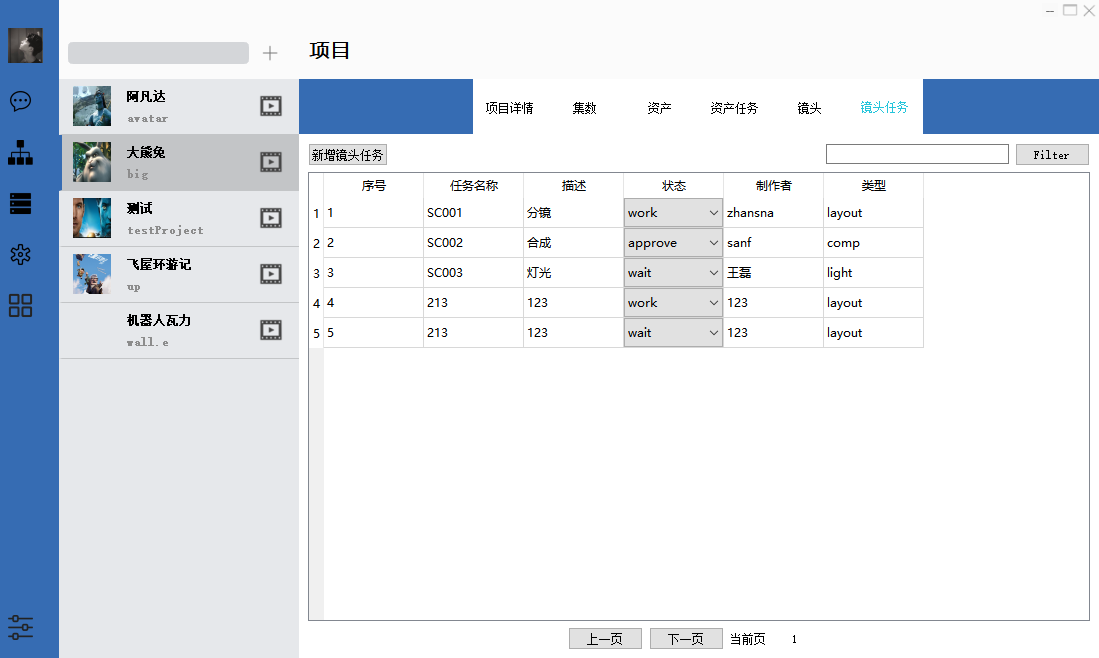 项目
阿凡达
avatar
大熊兔
big
测试
testProject
飞屋环游记
up
机器人瓦力
wall.e
项目详情 集数 资产 资产任务 镜头 镜头任务
新增镜头任务 Filter
序号 任务名称 描述 状态 制作者 类型
1 1 SC001 分镜 work zhansna layout
2 2 SC002 合成 approve sanf comp
3 3 SC003 灯光 wait 王磊 light
4 4 213 123 work 123 layout
5 5 213 123 wait 123 layout
上一页 下一页 当前页 1